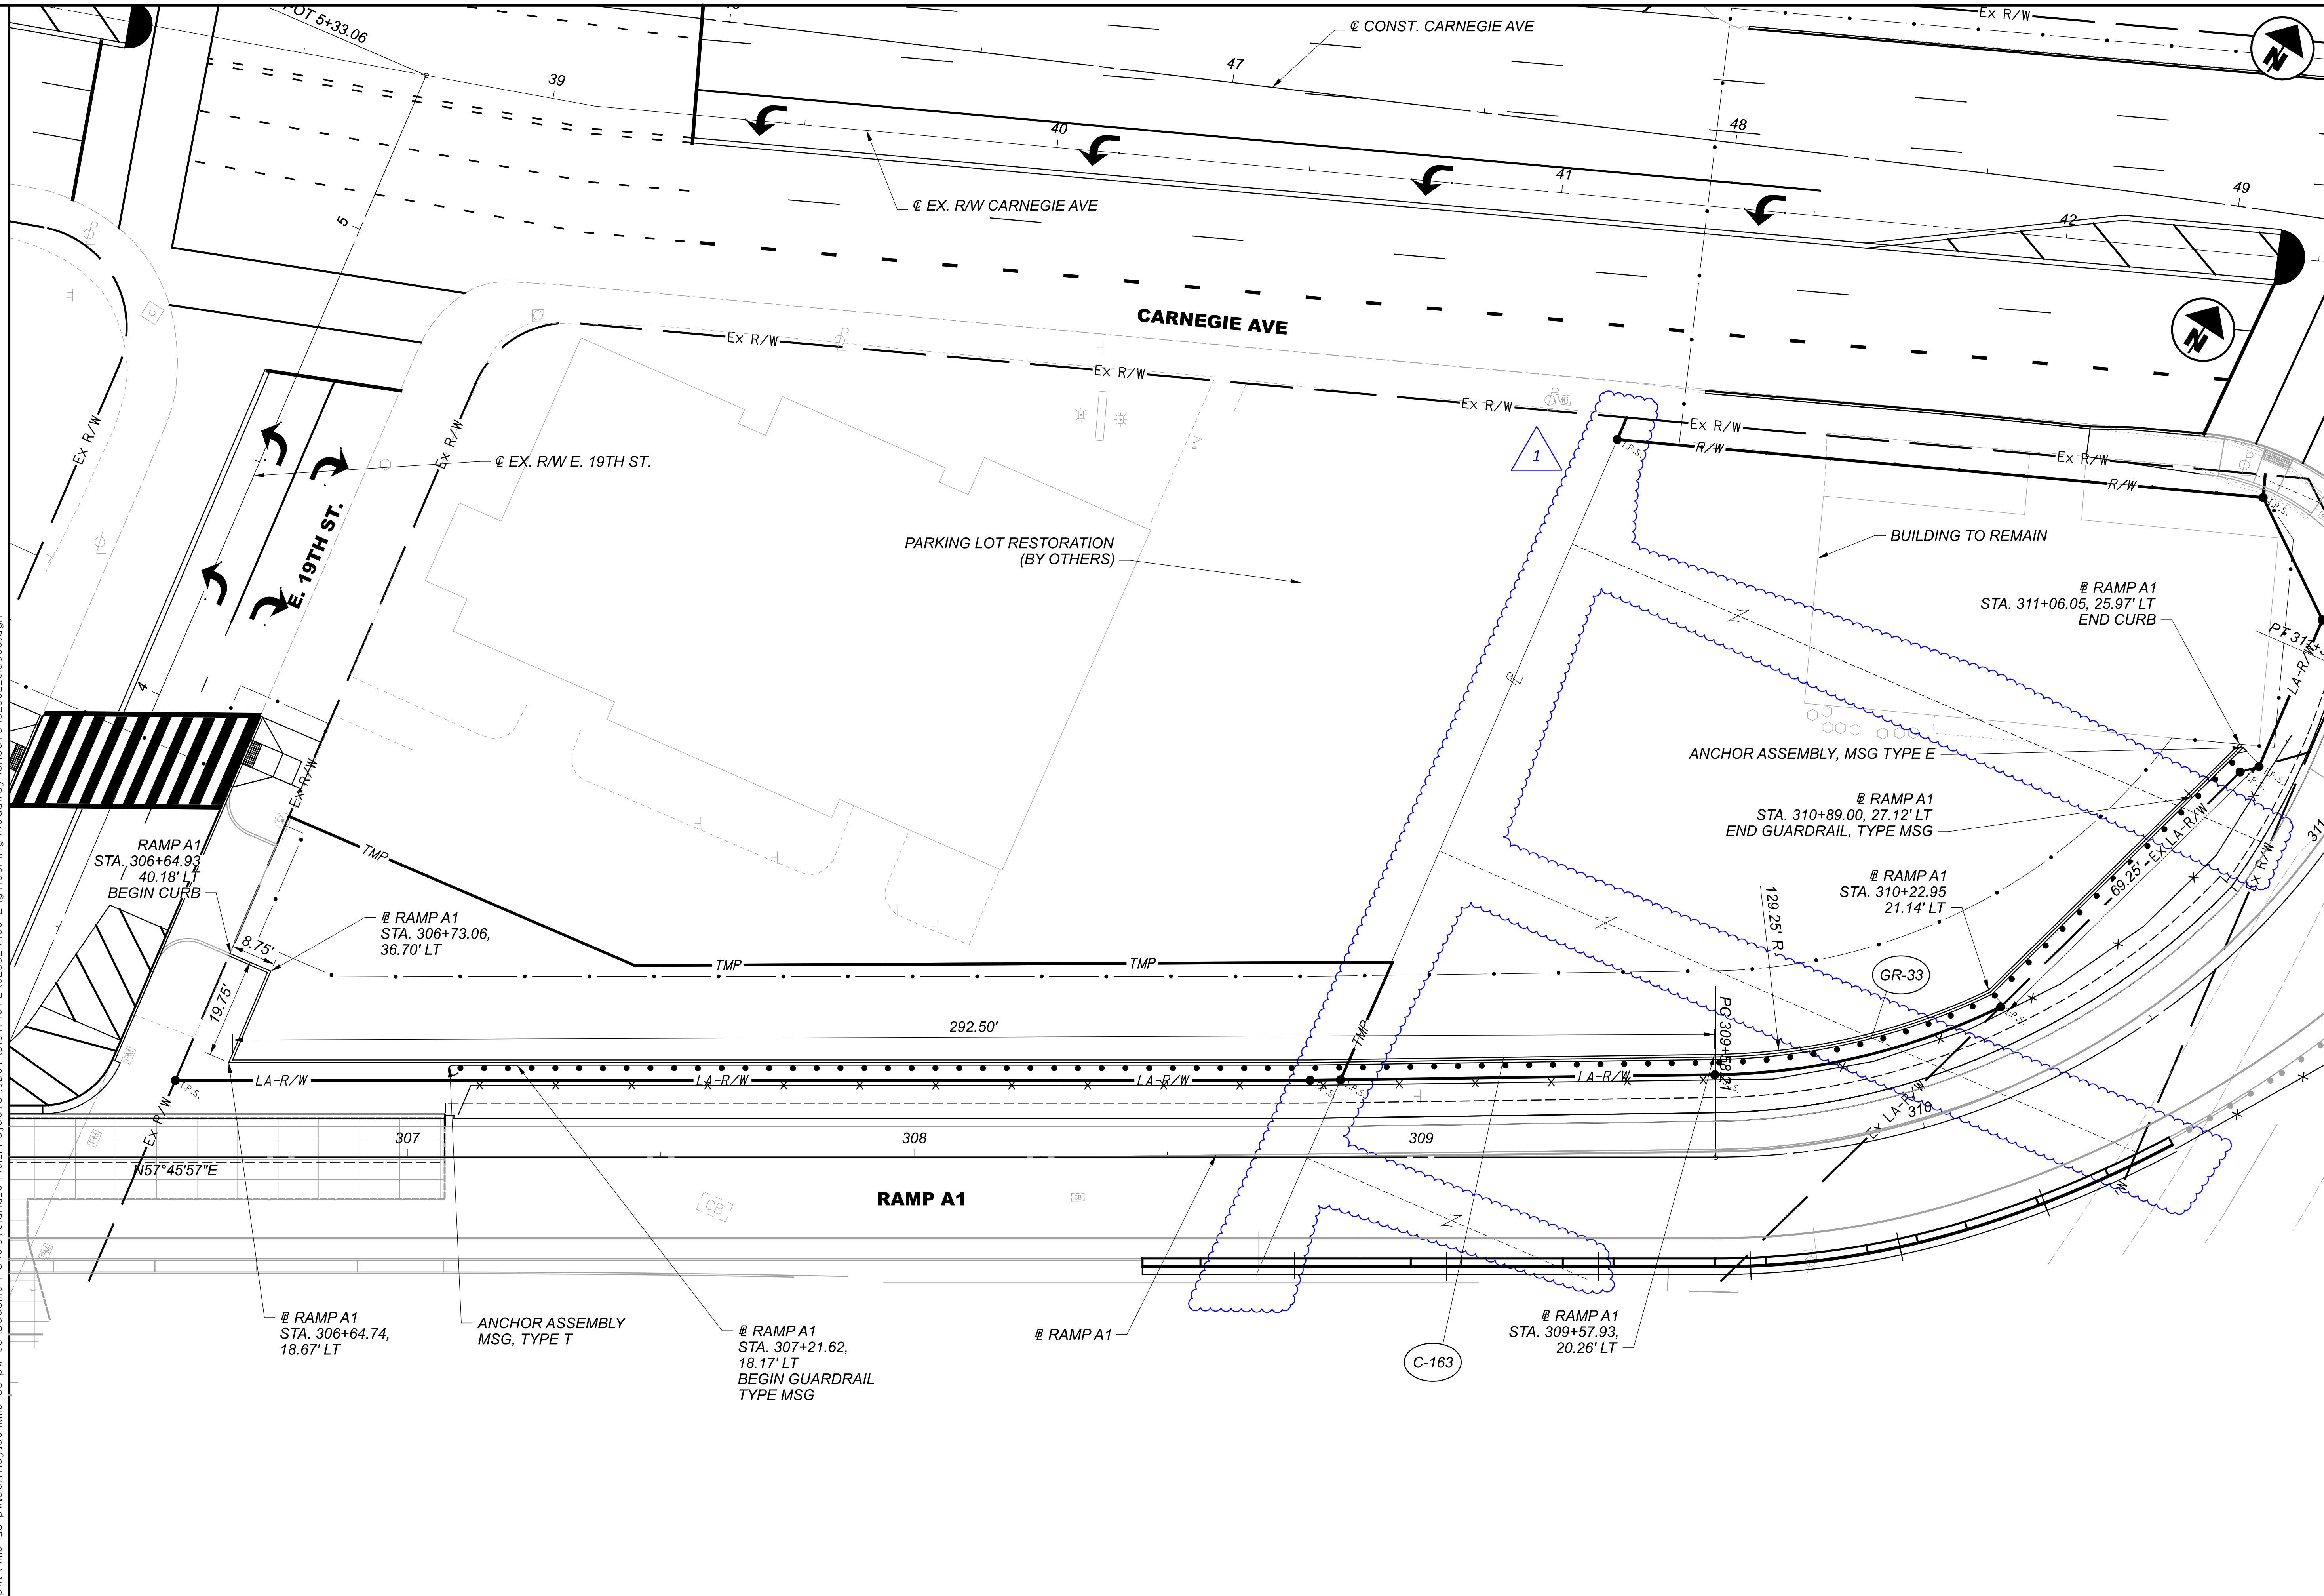 POT 5+33.06
39
40
41
42
47
48
49
℄ CONST. CARNEGIE AVE
Ex R/W
N
℄ EX. R/W CARNEGIE AVE
5
CARNEGIE AVE
N
Ex R/W
Ex R/W
Ex R/W
Ex R/W
Ex R/W
R/W
R/W
I.P.S.
I.P.S.
1
Ex R/W
Ex R/W
℄ EX. R/W E. 19TH ST.
E. 19TH ST.
4
PARKING LOT RESTORATION
(BY OTHERS)
BUILDING TO REMAIN
℄ RAMP A1
STA. 311+06.05, 25.97' LT
END CURB
LA-R/W
ANCHOR ASSEMBLY, MSG TYPE E
I.P.S.
℄ RAMP A1
STA. 310+89.00, 27.12' LT
END GUARDRAIL, TYPE MSG
℄ RAMP A1
STA. 310+22.95
21.14' LT
69.25'
Ex LA-R/W
Ex R/W
311
129.25' R
GR-33
Ex R/W
RAMP A1
STA. 306+64.93
40.18' LT
BEGIN CURB
℄ RAMP A1
STA. 306+73.06,
36.70' LT
8.75'
19.75'
TMP
TMP
TMP
TMP
292.50'
PC 309+58.21
LA-R/W
LA-R/W
LA-R/W
LA-R/W
I.P.S.
I.P.S.
I.P.S.
Ex R/W
Ex LA-R/W
307
308
309
310
N57°45'57"E
RAMP A1
CB
℄ RAMP A1
STA. 306+64.74,
18.67' LT
ANCHOR ASSEMBLY
MSG, TYPE T
℄ RAMP A1
STA. 307+21.62,
18.17' LT
BEGIN GUARDRAIL
TYPE MSG
℄ RAMP A1
C-163
℄ RAMP A1
STA. 309+57.93,
20.26' LT